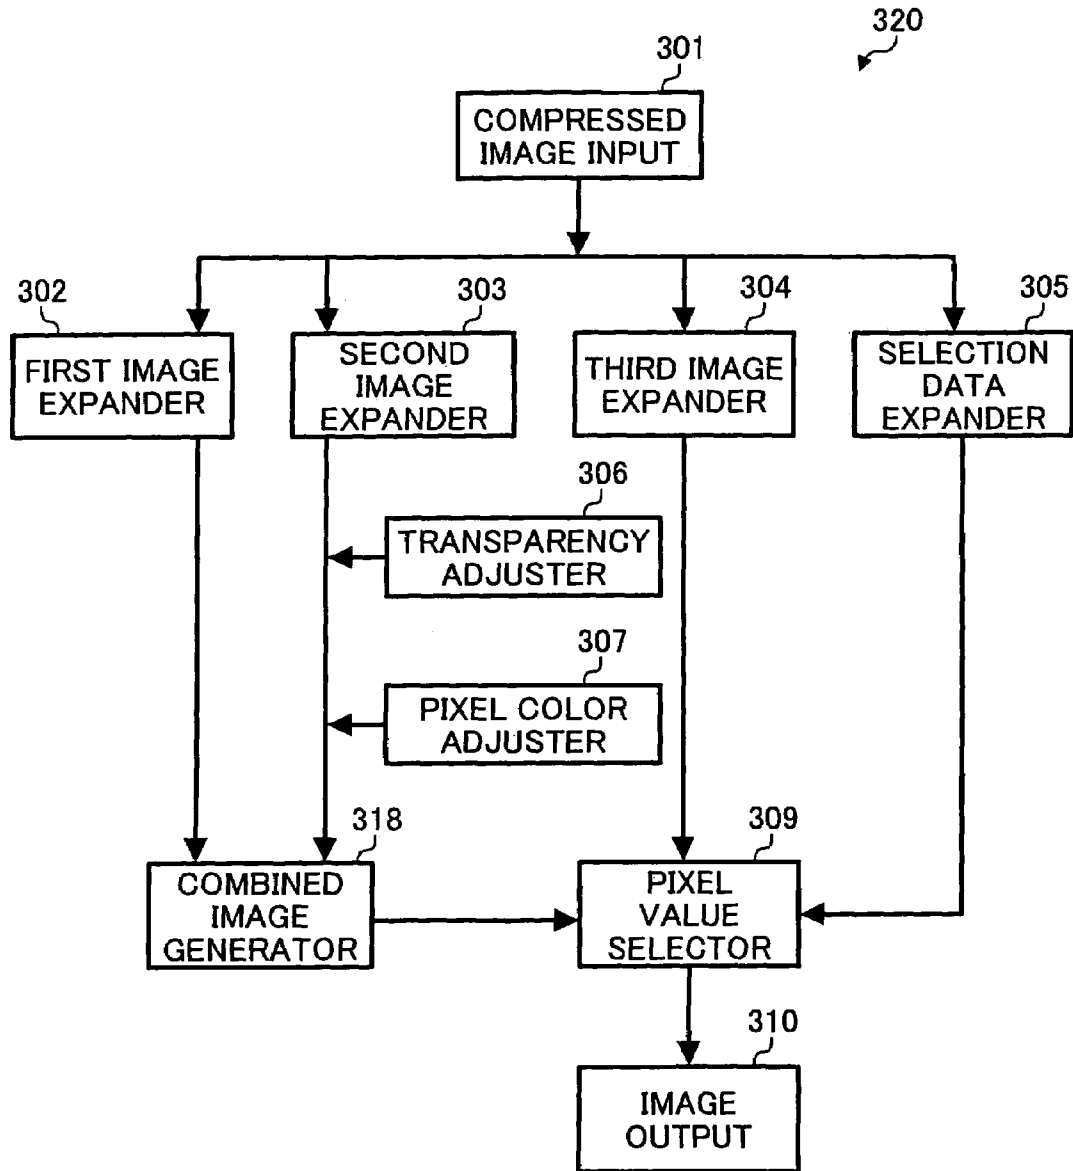 320
301
COMPRESSED
IMAGE INPUT
302
303
304
305
FIRST IMAGE
EXPANDER
SECOND
IMAGE
EXPANDER
THIRD IMAGE
EXPANDER
SELECTION
DATA
EXPANDER
306
TRANSPARENCY
ADJUSTER
307
PIXEL COLOR
ADJUSTER
318
309
COMBINED
IMAGE
GENERATOR
PIXEL
VALUE
SELECTOR
310
IMAGE
OUTPUT